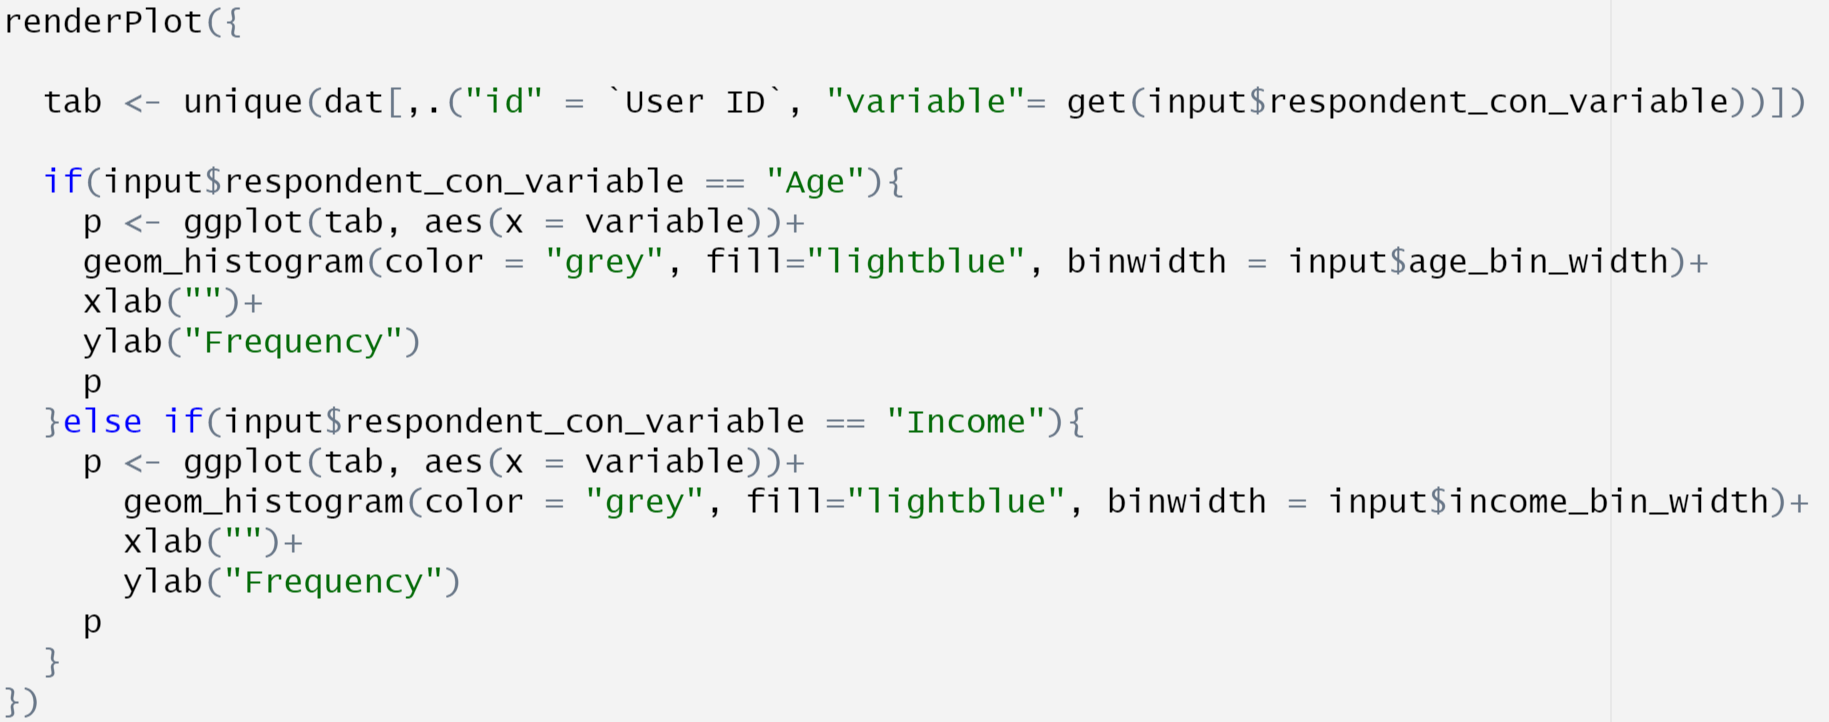 renderPlot({
tab <- unique(dat[,.("id" = `User ID`, "variable"= get(input$respondent_con_variable))])
if(input$respondent_con_variable == "Age"){
p <- ggplot(tab, aes(x = variable))+
geom_histogram(color = "grey", fill="lightblue", binwidth = input$age_bin_width)+
xlab("")+
ylab("Frequency")
p
}else if(input$respondent_con_variable == "Income"){
p <- ggplot(tab, aes(x = variable))+
geom_histogram(color = "grey", fill="lightblue", binwidth = input$income_bin_width)+
xlab("")+
ylab("Frequency")
p
}
})